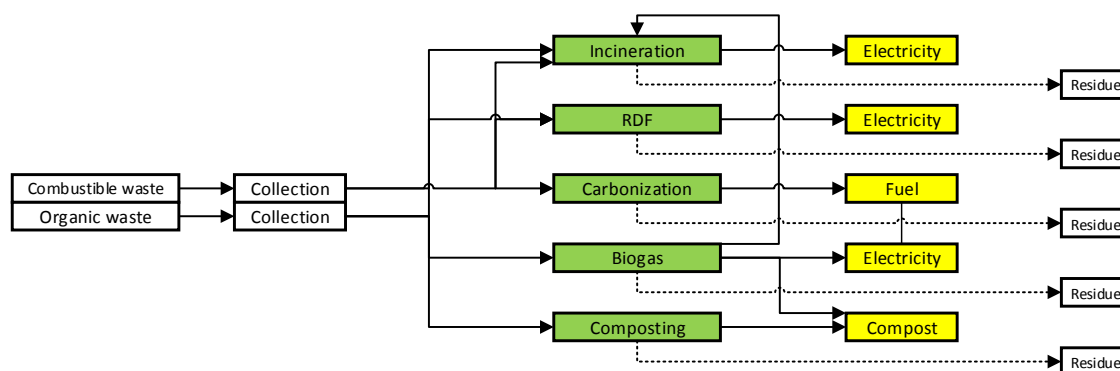 Incineration
Electricity
Residue
RDF
Electricity
Residue
Combustible waste
Collection
Carbonization
Fuel
Organic waste
Collection
Residue
Biogas
Electricity
Residue
Composting
Compost
Residue